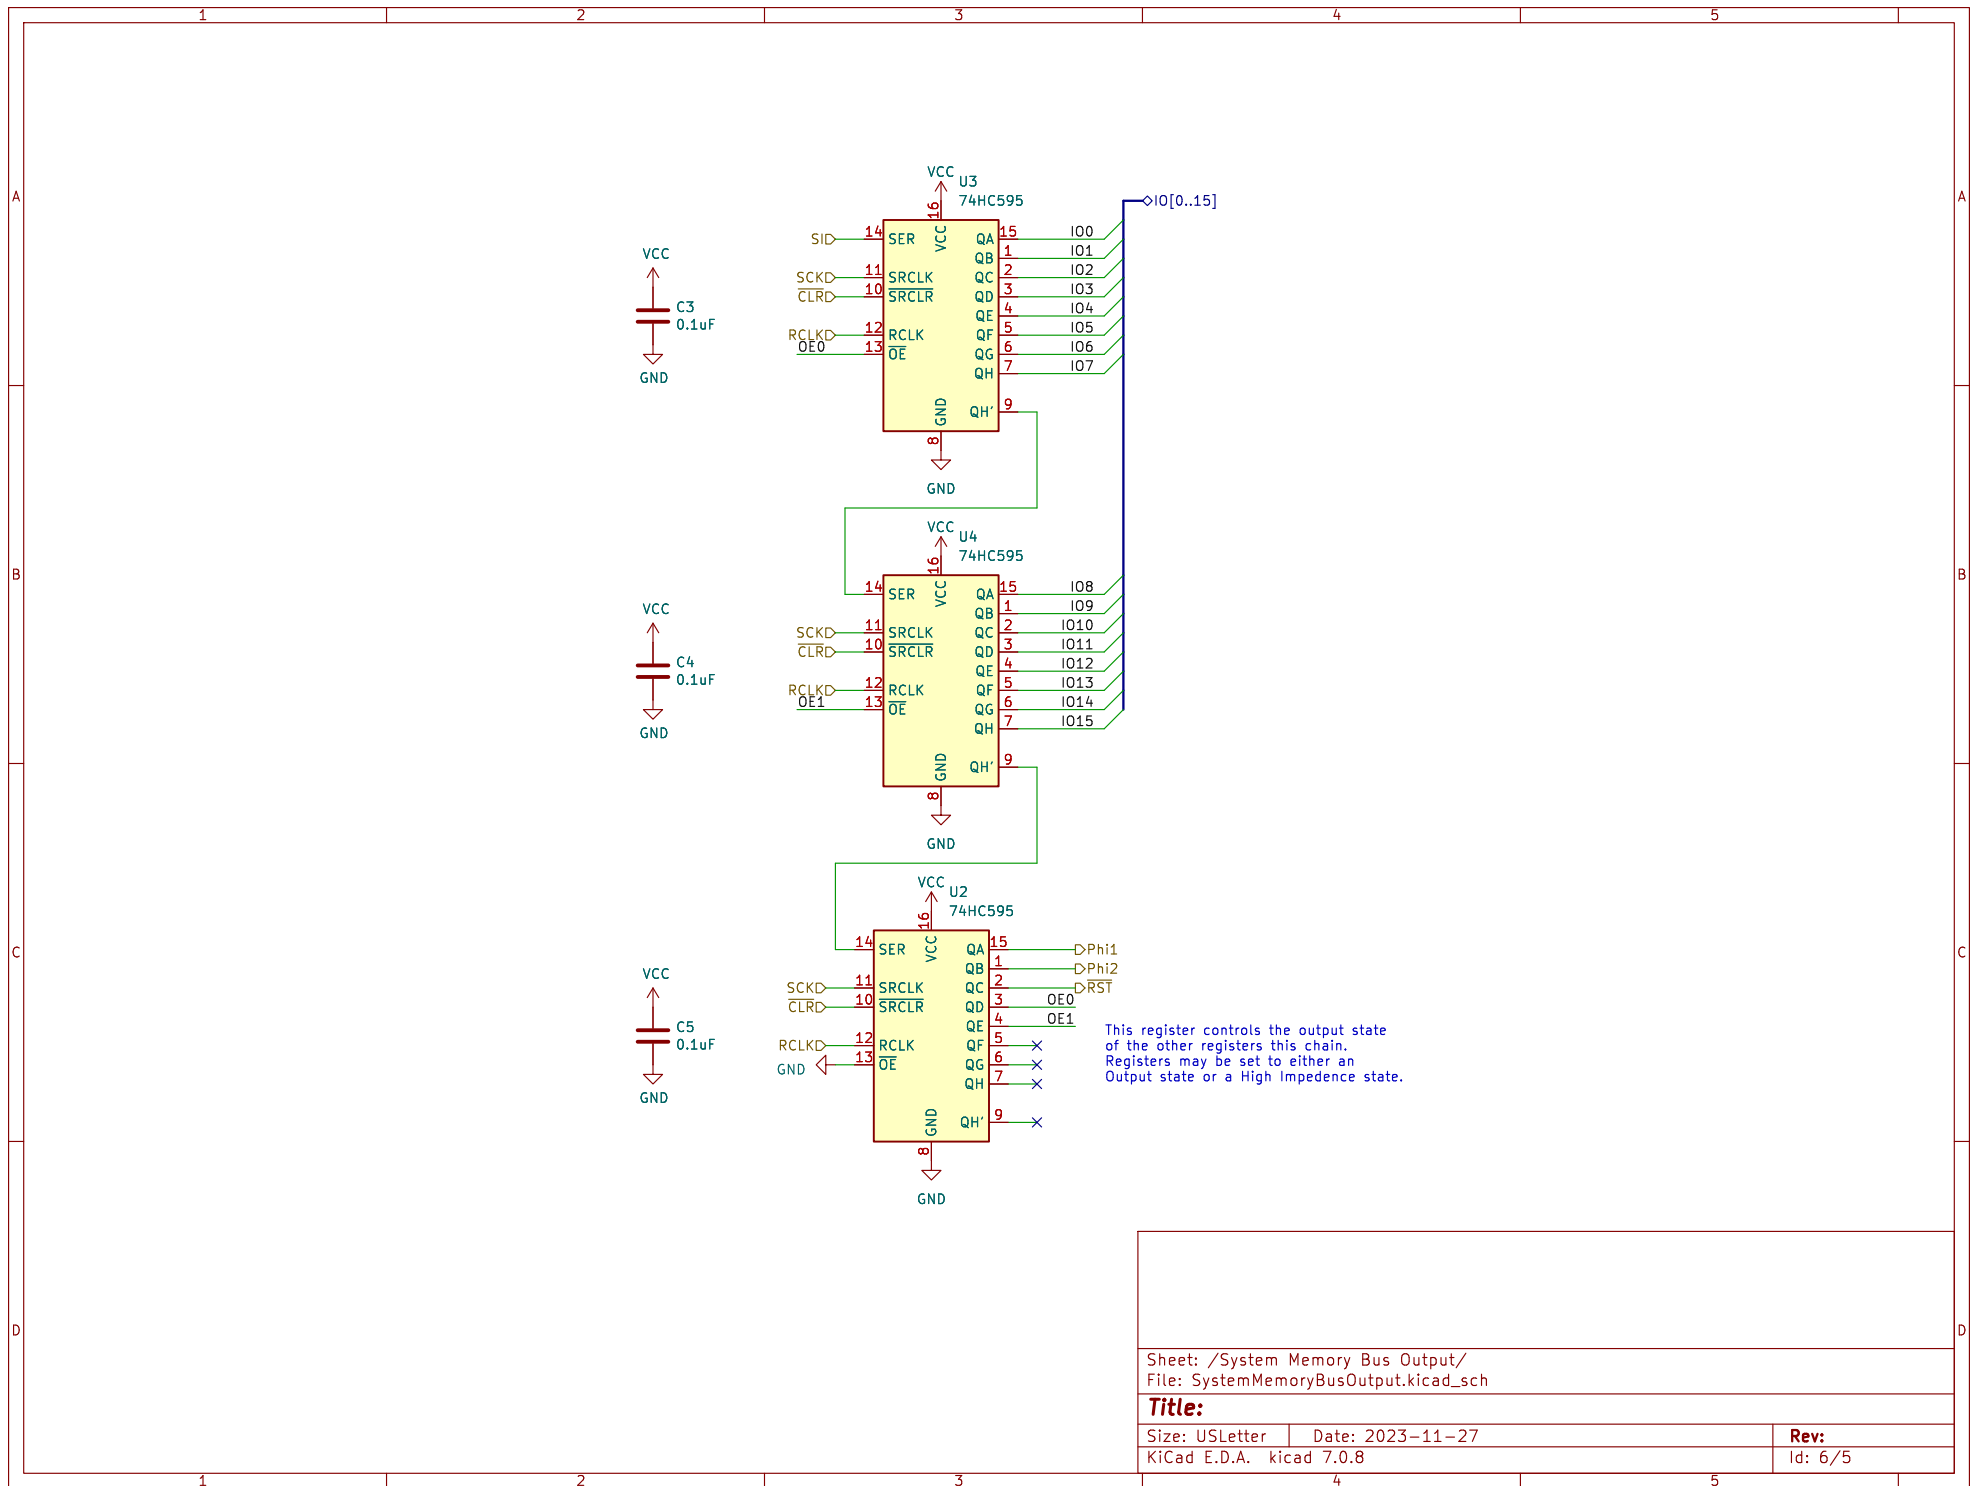 1 2 3 4 5
A A
B B
C C
D D
VCC
U3
74HC595
16
VCC
14 SER
11 SRCLK
10 SRCLR
12 RCLK
13 OE
QA 15
QB 1
QC 2
QD 3
QE 4
QF 5
QG 6
QH 7
QH' 9
GND
8
GND
SI
SCK
CLR
RCLK
OE0
IO0
IO1
IO2
IO3
IO4
IO5
IO6
IO7
IO[0..15]
VCC
C3
0.1uF
GND
VCC
U4
74HC595
16
VCC
14 SER
11 SRCLK
10 SRCLR
12 RCLK
13 OE
QA 15
QB 1
QC 2
QD 3
QE 4
QF 5
QG 6
QH 7
QH' 9
GND
8
GND
SCK
CLR
RCLK
OE1
IO8
IO9
IO10
IO11
IO12
IO13
IO14
IO15
VCC
C4
0.1uF
GND
VCC
U2
74HC595
16
VCC
14 SER
11 SRCLK
10 SRCLR
12 RCLK
13 OE
QA 15
QB 1
QC 2
QD 3
QE 4
QF 5
QG 6
QH 7
QH' 9
GND
8
GND
SCK
CLR
RCLK
GND
Phi1
Phi2
RST
OE0
OE1
VCC
C5
0.1uF
GND
This register controls the output state
of the other registers this chain.
Registers may be set to either an
Output state or a High Impedence state.
Sheet: /System Memory Bus Output/
File: SystemMemoryBusOutput.kicad_sch
Title:
Size: USLetter Date: 2023-11-27 Rev:
KiCad E.D.A. kicad 7.0.8 Id: 6/5
1 2 3 4 5